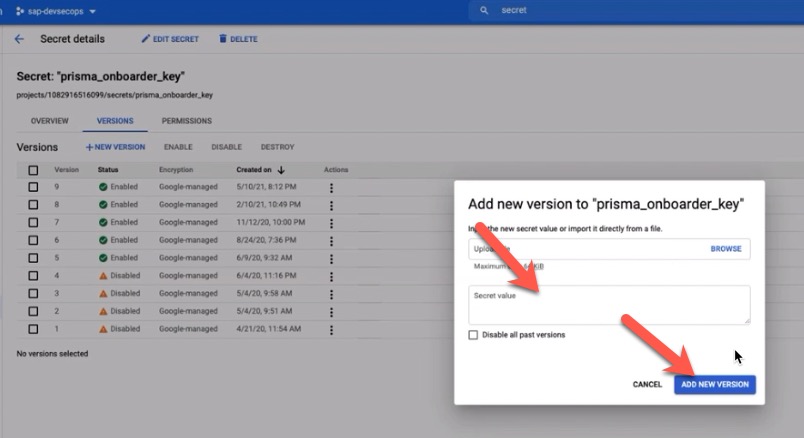 sap-devsecops
secret
Secret details EDIT SECRET DELETE
Secret: "prisma_onboarder_key"
projects/1082916516099/secrets/prisma_onboarder_key
OVERVIEW VERSIONS PERMISSIONS
Versions + NEW VERSION ENABLE DISABLE DESTROY
Version Status Encryption Created on Actions
9 Enabled Google-managed 5/10/21, 8:12 PM
8 Enabled Google-managed 2/10/21, 10:49 PM
7 Enabled Google-managed 11/12/20, 10:00 PM
6 Enabled Google-managed 8/24/20, 7:36 PM
5 Enabled Google-managed 6/9/20, 9:32 AM
4 Disabled Google-managed 6/4/20, 11:16 PM
3 Disabled Google-managed 5/4/20, 9:58 AM
2 Disabled Google-managed 5/4/20, 9:51 AM
1 Disabled Google-managed 4/21/20, 11:54 AM
No versions selected
Add new version to "prisma_onboarder_key"
the new secret value or import it directly from a file.
BROWSE
Maximum KiB
Secret value
Disable all past versions
CANCEL ADD NEW VERSION